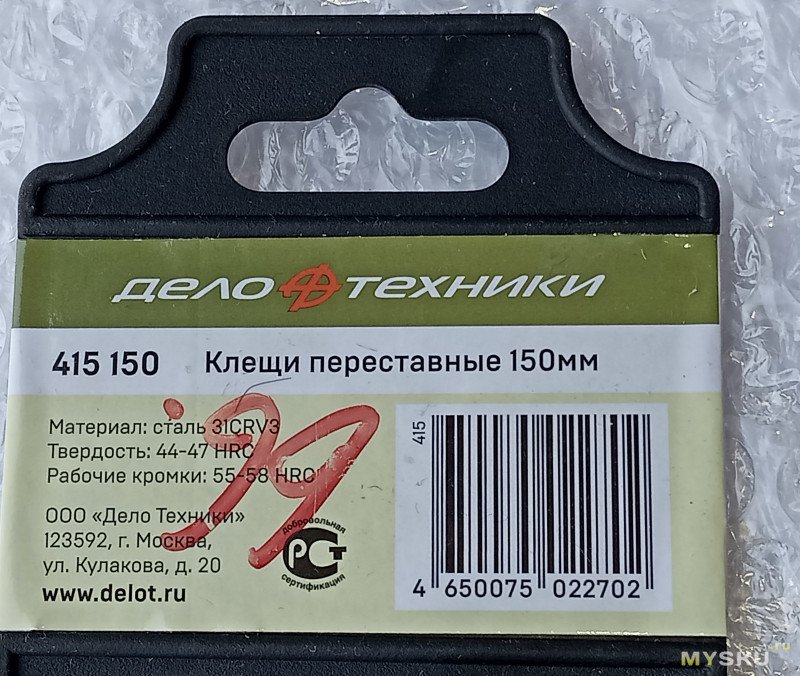 ДЕЛО ТЕХНИКИ
415 150 Клещи переставные 150мм
Материал: сталь 31CRV3
Твердость: 44-47 HRC
Рабочие кромки: 55-58 HRC
ООО «Дело Техники»
123592, г. Москва,
ул. Кулакова, д. 20
www.delot.ru
добровольная
РСТ
сертификация
415
4 650075 022702
MYSKU.ru